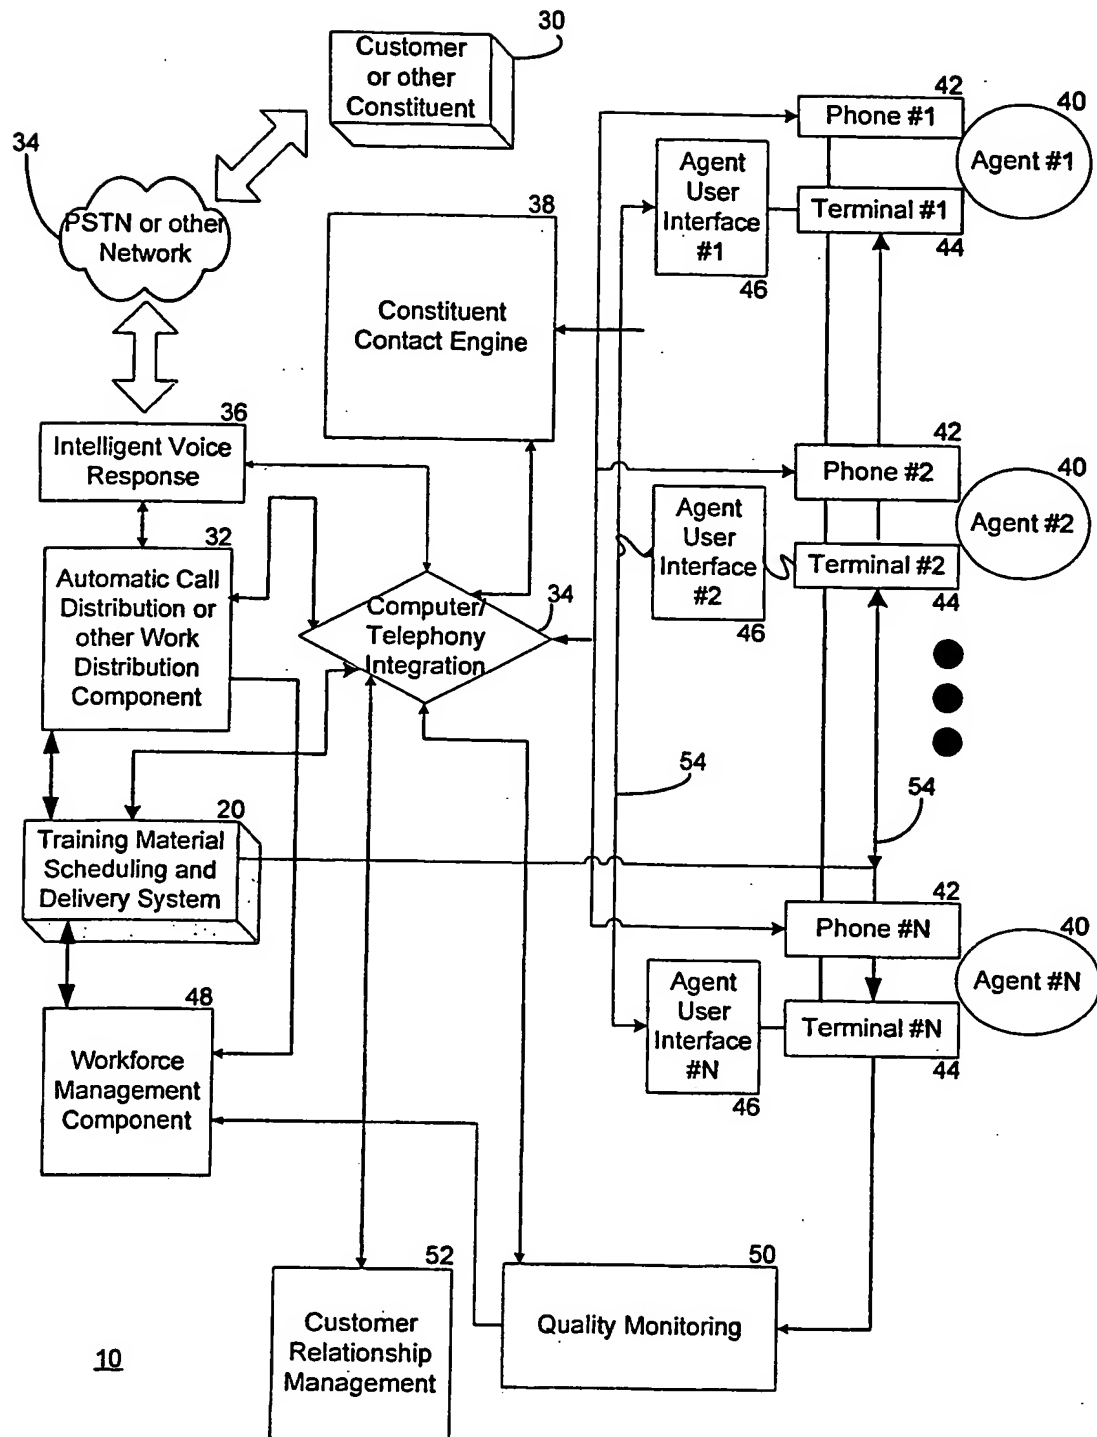 30
Customer
or other
Constituent
34
PSTN or other
Network
38
Constituent
Contact Engine
36
Intelligent Voice
Response
32
Automatic Call
Distribution or
other Work
Distribution
Component
34
Computer/
Telephony
Integration
20
Training Material
Scheduling and
Delivery System
48
Workforce
Management
Component
52
Customer
Relationship
Management
50
Quality Monitoring
42
Phone #1
40
Agent #1
Agent
User
Interface
#1
46
Terminal #1
44
42
Phone #2
40
Agent #2
Agent
User
Interface
#2
46
Terminal #2
44
54
54
42
Phone #N
40
Agent #N
Agent
User
Interface
#N
46
Terminal #N
44
10